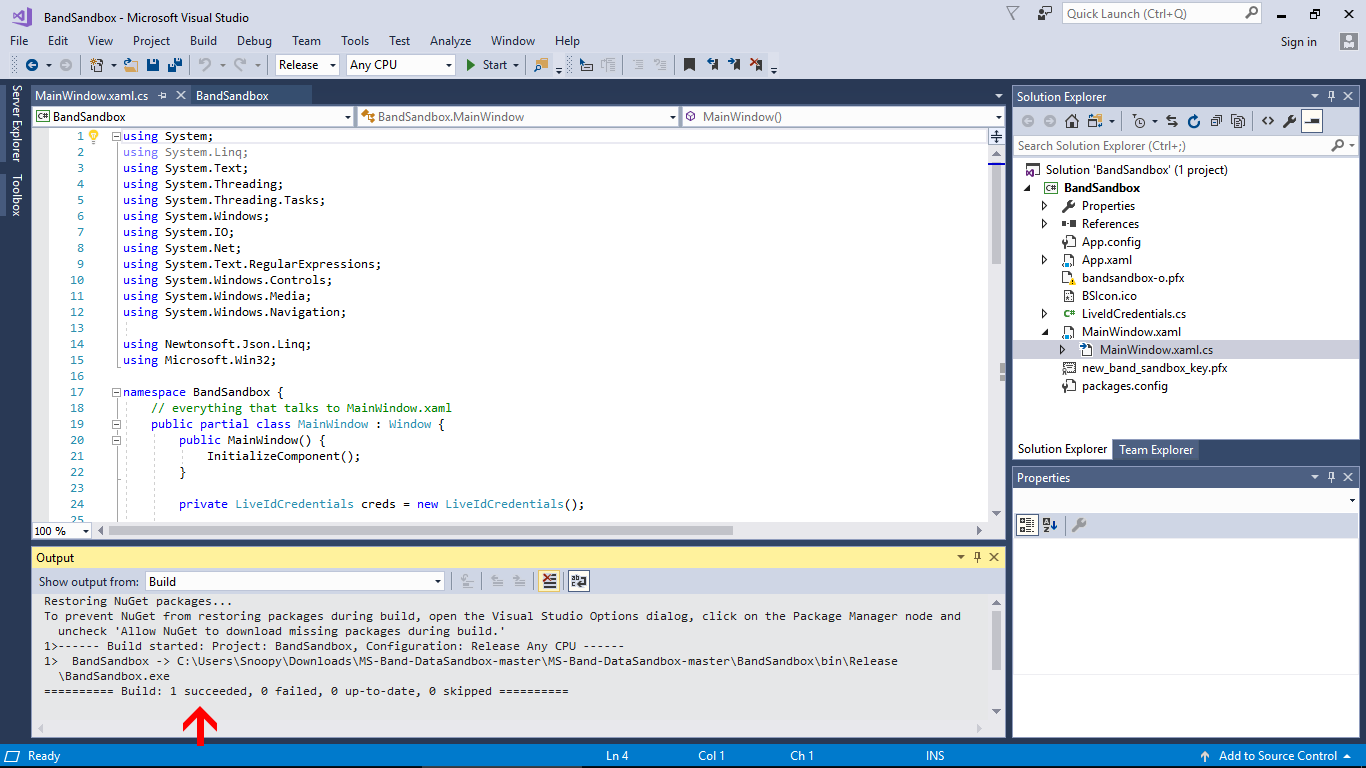 BandSandbox - Microsoft Visual Studio
Quick Launch (Ctrl+Q)
File Edit View Project Build Debug Team Tools Test Analyze Window Help
Sign in
Release Any CPU Start
Server Explorer
Toolbox
MainWindow.xaml.cs BandSandbox
C# BandSandbox BandSandbox.MainWindow MainWindow()
1 using System;
2 using System.Linq;
3 using System.Text;
4 using System.Threading;
5 using System.Threading.Tasks;
6 using System.Windows;
7 using System.IO;
8 using System.Net;
9 using System.Text.RegularExpressions;
10 using System.Windows.Controls;
11 using System.Windows.Media;
12 using System.Windows.Navigation;
13
14 using Newtonsoft.Json.Linq;
15 using Microsoft.Win32;
16
17 namespace BandSandbox {
18 // everything that talks to MainWindow.xaml
19 public partial class MainWindow : Window {
20 public MainWindow() {
21 InitializeComponent();
22 }
23
24 private LiveIdCredentials creds = new LiveIdCredentials();
25
100 %
Output
Show output from: Build
Restoring NuGet packages...
To prevent NuGet from restoring packages during build, open the Visual Studio Options dialog, click on the Package Manager node and
uncheck 'Allow NuGet to download missing packages during build.'
1>------ Build started: Project: BandSandbox, Configuration: Release Any CPU ------
1> BandSandbox -> C:\Users\Snoopy\Downloads\MS-Band-DataSandbox-master\MS-Band-DataSandbox-master\BandSandbox\bin\Release
\BandSandbox.exe
========== Build: 1 succeeded, 0 failed, 0 up-to-date, 0 skipped ==========
Solution Explorer
Search Solution Explorer (Ctrl+;)
Solution 'BandSandbox' (1 project)
C# BandSandbox
Properties
References
App.config
App.xaml
bandsandbox-o.pfx
BSIcon.ico
C# LiveIdCredentials.cs
MainWindow.xaml
MainWindow.xaml.cs
new_band_sandbox_key.pfx
packages.config
Solution Explorer Team Explorer
Properties
Ready Ln 4 Col 1 Ch 1 INS Add to Source Control